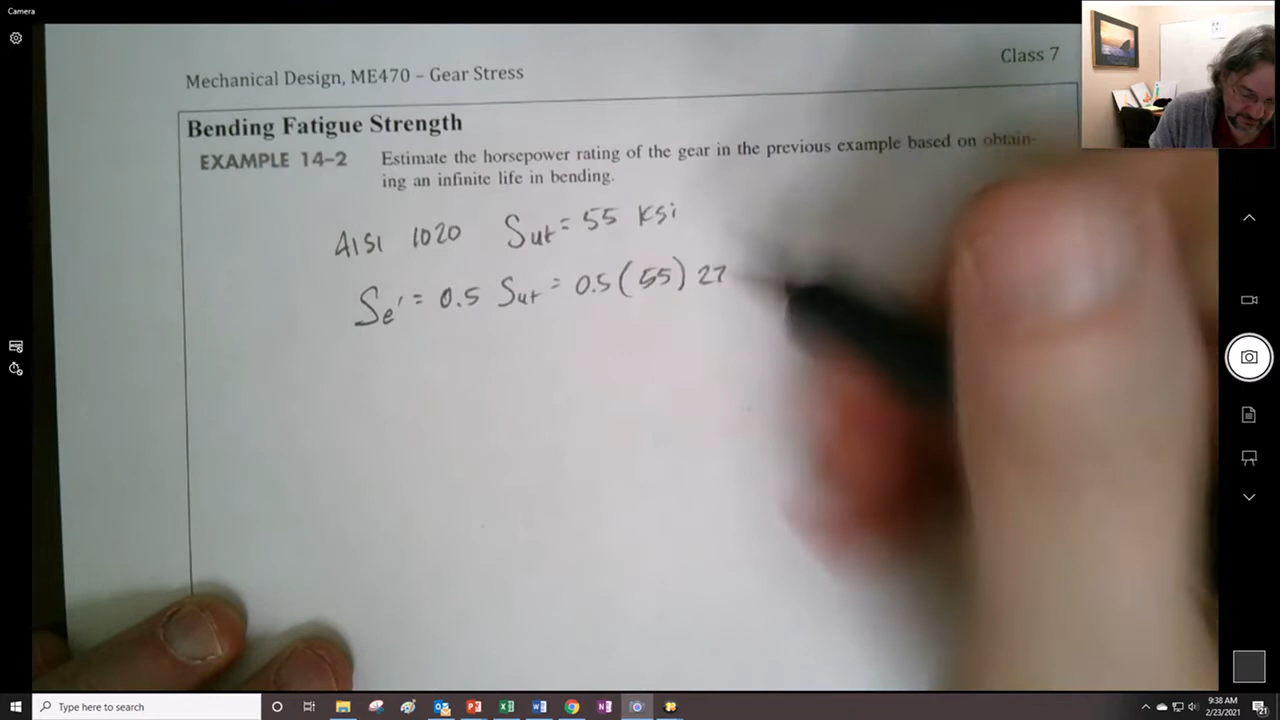 Camera
Mechanical Design, ME470 – Gear Stress
Class 7
Bending Fatigue Strength
EXAMPLE 14–2 Estimate the horsepower rating of the gear in the previous example based on obtain-
ing an infinite life in bending.
AISI 1020 Sut = 55 ksi
Se' = 0.5 Sut = 0.5 (55) 27
Type here to search
9:38 AM
2/23/2021
21